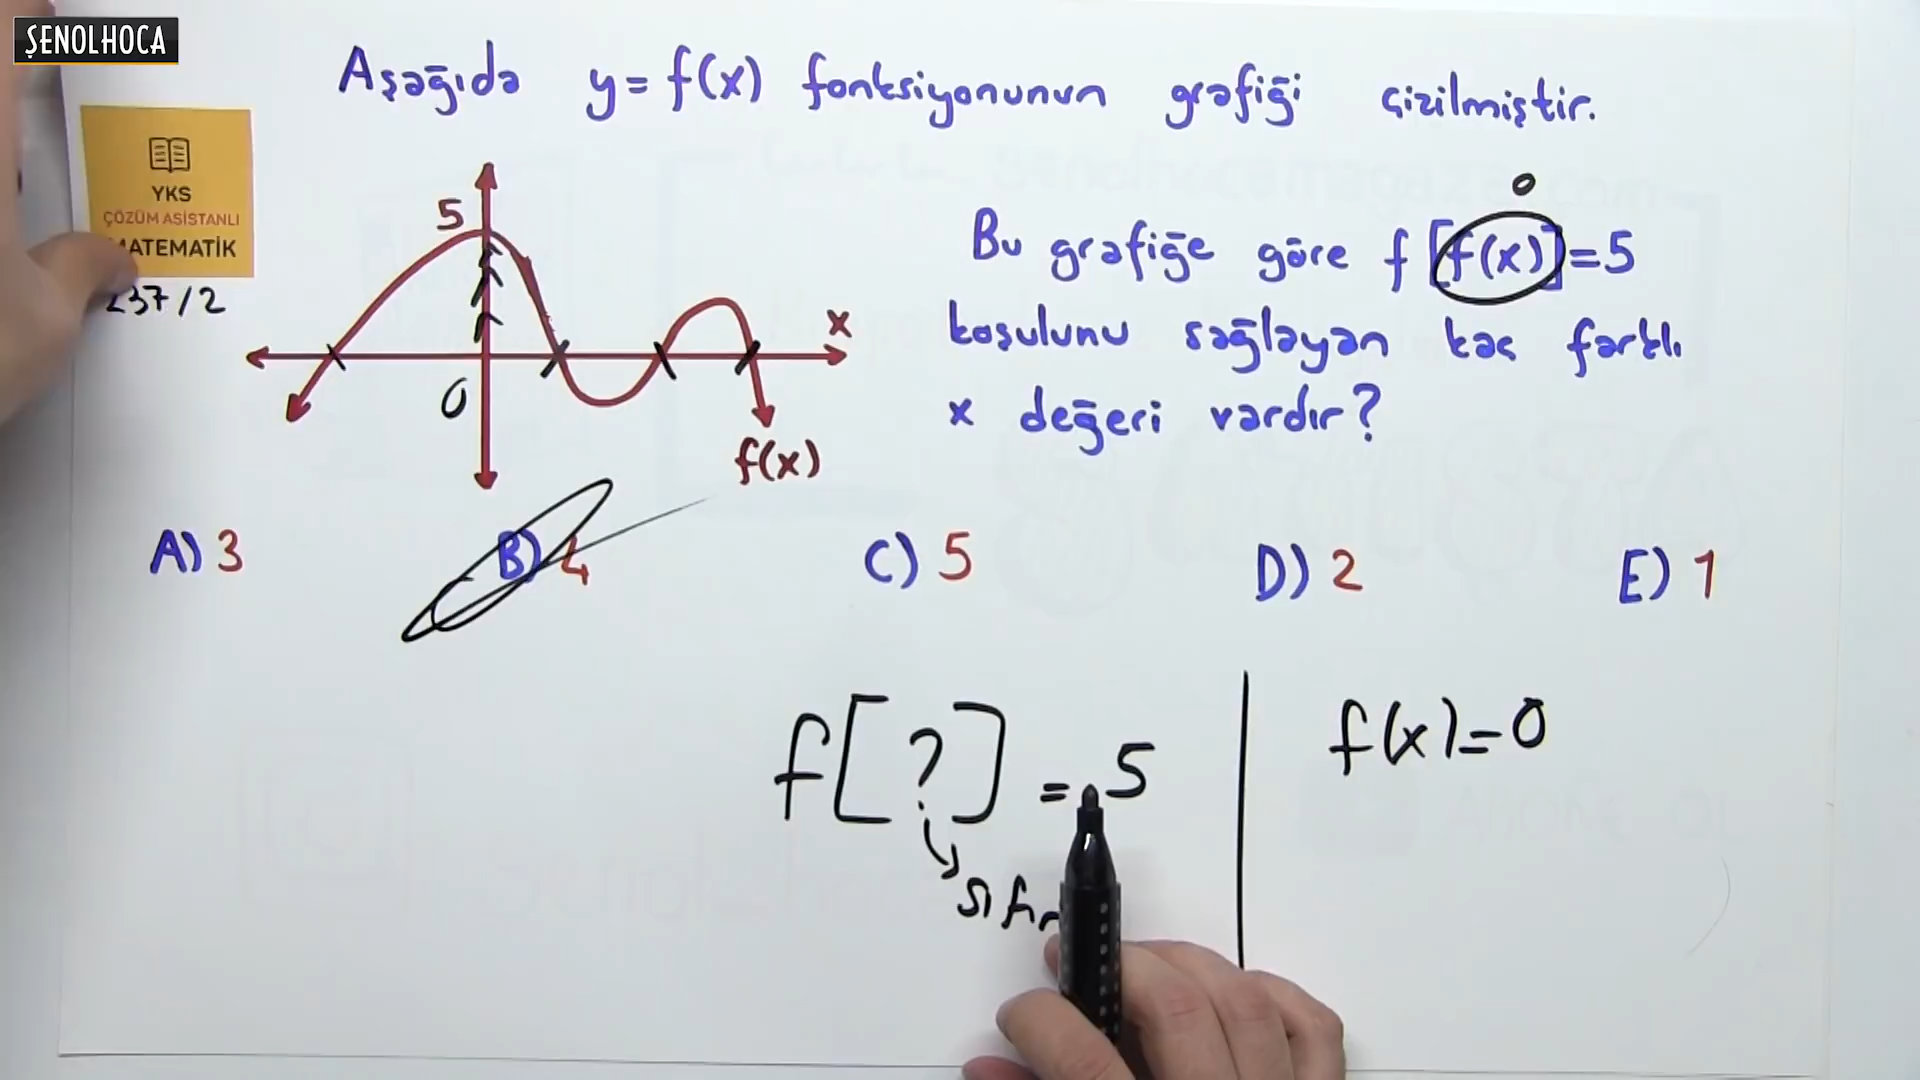 ŞENOLHOCA
Aşağıda y=f(x) fonksiyonunun grafiği çizilmiştir.
YKS
ÇÖZÜM ASİSTANLI
MATEMATİK
237/2
5
0
x
f(x)
0
Bu grafiğe göre f[f(x)]=5
koşulunu sağlayan kaç farklı
x değeri vardır?
A) 3 B) 4 C) 5 D) 2 E) 1
f[?] = 5
sıfır
f(x)=0